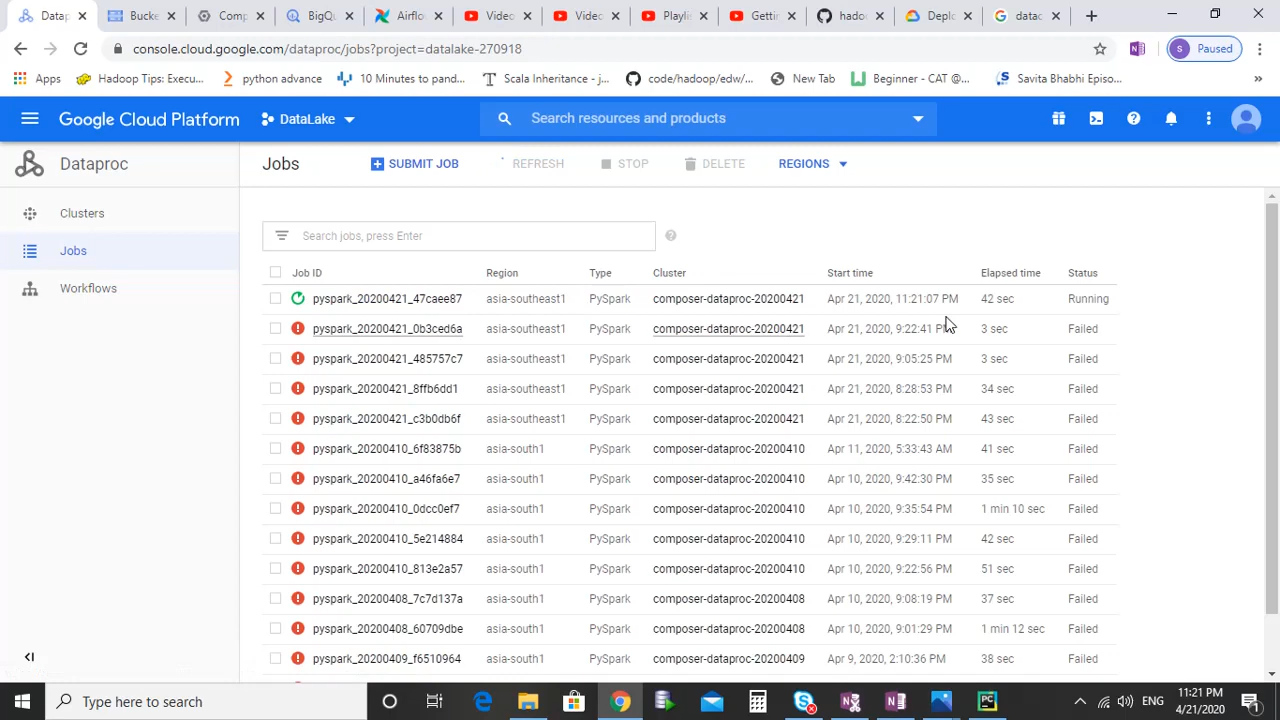 Datap
Bucke
Comp
BigQu
Airflo
Video
Video
Playli
Getti
hado
Deplo
datac
console.cloud.google.com/dataproc/jobs?project=datalake-270918
S Paused
Apps
Hadoop Tips: Execu...
python advance
10 Minutes to pand...
Scala Inheritance - j...
code/hadoop/edw/...
New Tab
Beginner - CAT @...
Savita Bhabhi Episo...
»
Google Cloud Platform
DataLake
Search resources and products
Dataproc
Jobs
SUBMIT JOB
REFRESH
STOP
DELETE
REGIONS
Clusters
Jobs
Workflows
Search jobs, press Enter
Job ID Region Type Cluster Start time Elapsed time Status
pyspark_20200421_47caee87 asia-southeast1 PySpark composer-dataproc-20200421 Apr 21, 2020, 11:21:07 PM 42 sec Running
pyspark_20200421_0b3ced6a asia-southeast1 PySpark composer-dataproc-20200421 Apr 21, 2020, 9:22:41 PM 3 sec Failed
pyspark_20200421_485757c7 asia-southeast1 PySpark composer-dataproc-20200421 Apr 21, 2020, 9:05:25 PM 3 sec Failed
pyspark_20200421_8ffb6dd1 asia-southeast1 PySpark composer-dataproc-20200421 Apr 21, 2020, 8:28:53 PM 34 sec Failed
pyspark_20200421_c3b0db6f asia-southeast1 PySpark composer-dataproc-20200421 Apr 21, 2020, 8:22:50 PM 43 sec Failed
pyspark_20200410_6f83875b asia-south1 PySpark composer-dataproc-20200410 Apr 11, 2020, 5:33:43 AM 41 sec Failed
pyspark_20200410_a46fa6e7 asia-south1 PySpark composer-dataproc-20200410 Apr 10, 2020, 9:42:30 PM 35 sec Failed
pyspark_20200410_0dcc0ef7 asia-south1 PySpark composer-dataproc-20200410 Apr 10, 2020, 9:35:54 PM 1 min 10 sec Failed
pyspark_20200410_5e214884 asia-south1 PySpark composer-dataproc-20200410 Apr 10, 2020, 9:29:11 PM 42 sec Failed
pyspark_20200410_813e2a57 asia-south1 PySpark composer-dataproc-20200410 Apr 10, 2020, 9:22:56 PM 51 sec Failed
pyspark_20200408_7c7d137a asia-south1 PySpark composer-dataproc-20200408 Apr 10, 2020, 9:08:19 PM 37 sec Failed
pyspark_20200408_60709dbe asia-south1 PySpark composer-dataproc-20200408 Apr 10, 2020, 9:01:29 PM 1 min 12 sec Failed
pyspark_20200409_f6510964 asia-south1 PySpark composer-dataproc-20200409 Apr 9, 2020, 2:10:36 PM 38 sec Failed
Type here to search
ENG
11:21 PM
4/21/2020